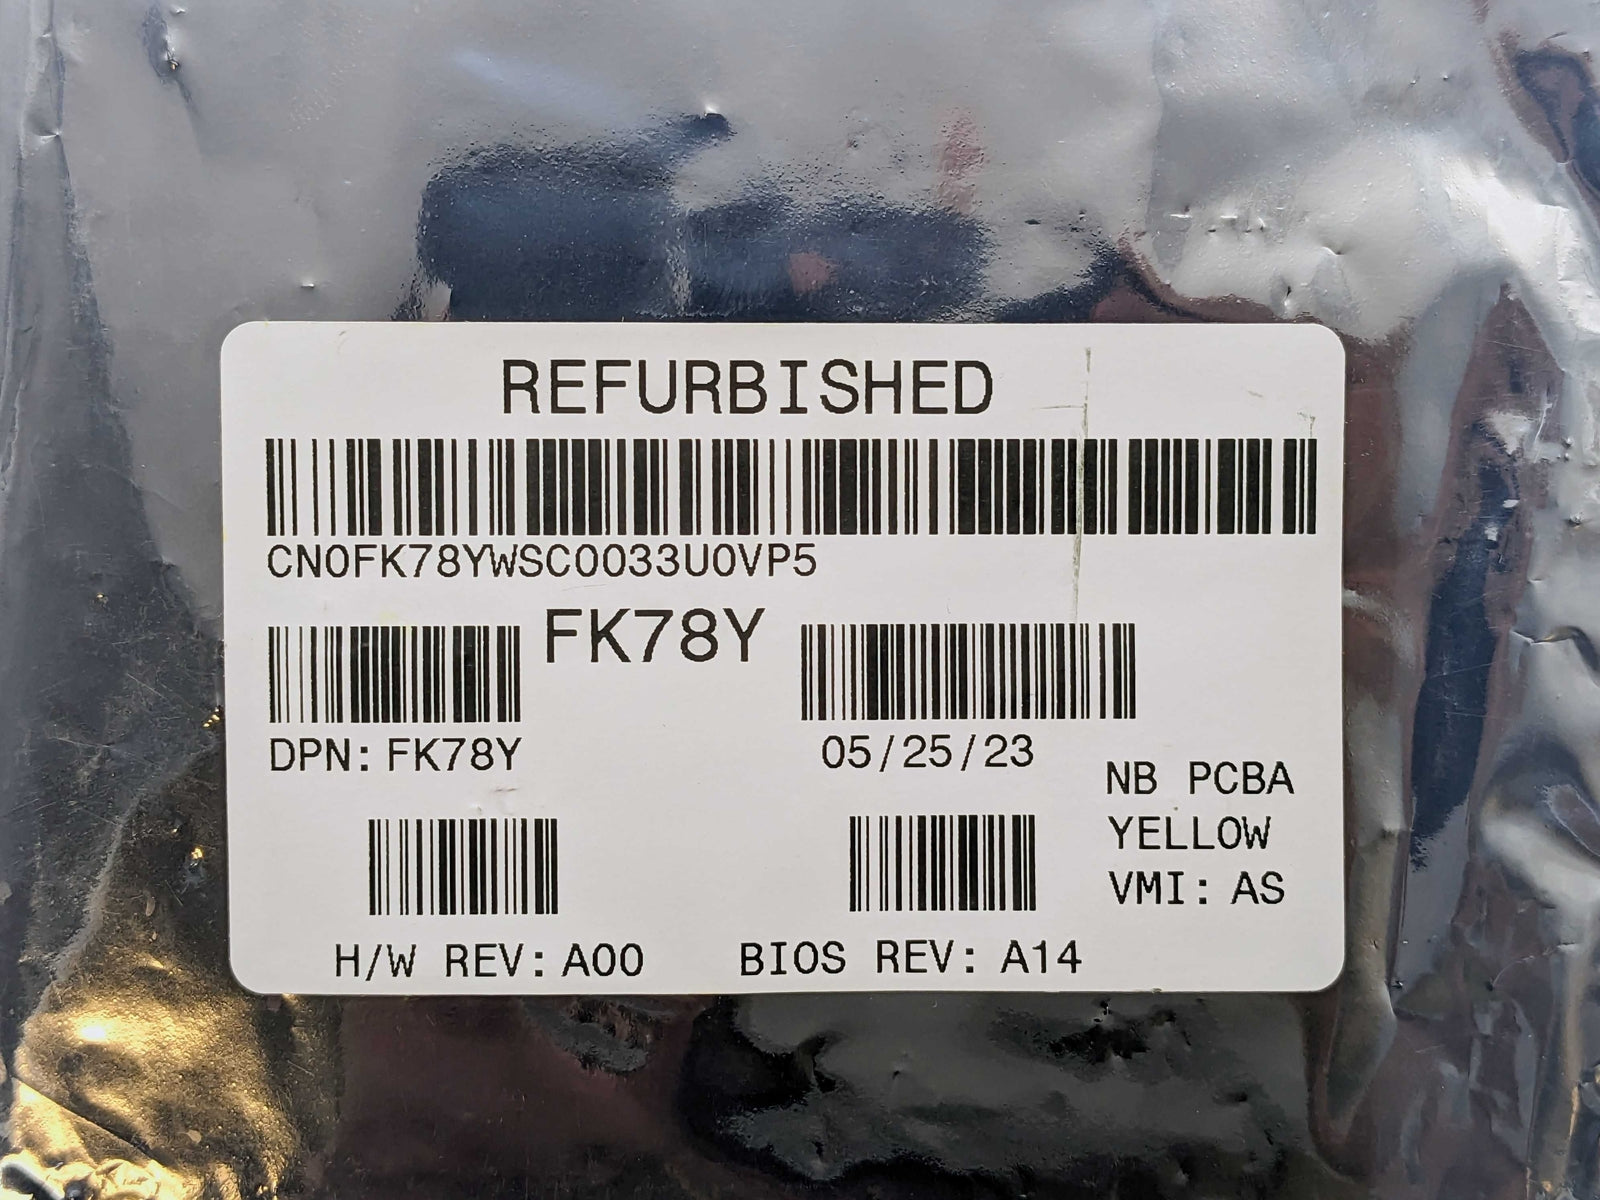 REFURBISHED
CN0FK78YWSC0033U0VP5
FK78Y
DPN: FK78Y
05/25/23
NB PCBA
YELLOW
VMI: AS
H/W REV: A00
BIOS REV: A14